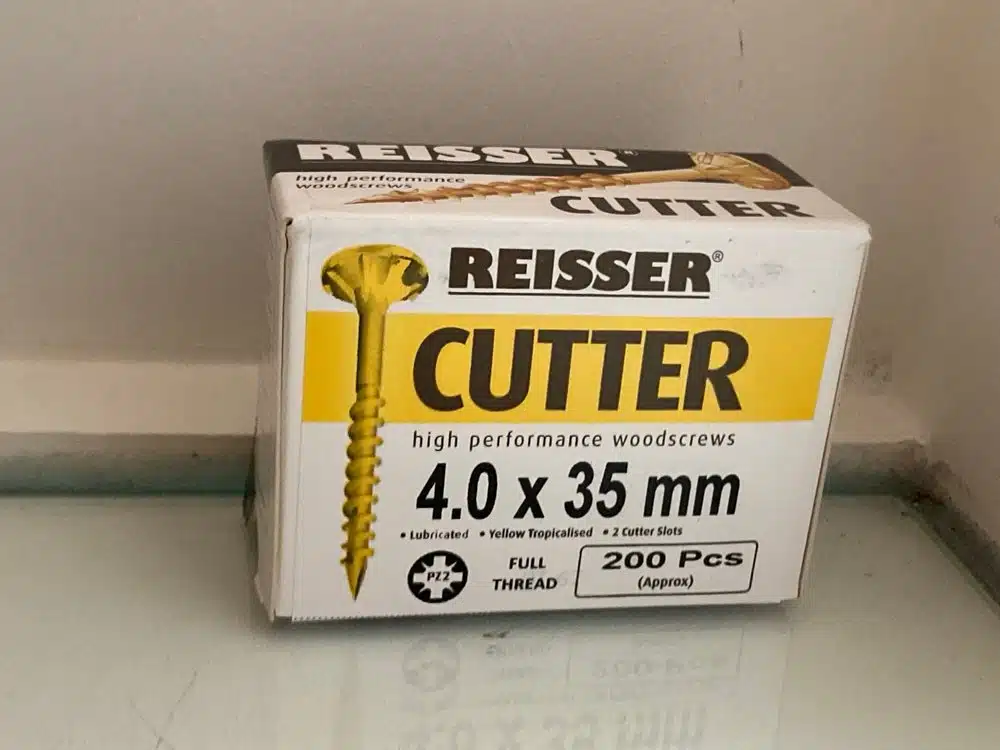 REISSER®
high performance
woodscrews
CUTTER
REISSER®
CUTTER
high performance woodscrews
4.0 x 35 mm
• Lubricated • Yellow Tropicalised • 2 Cutter Slots
PZ2
FULL
THREAD
200 Pcs
(Approx)